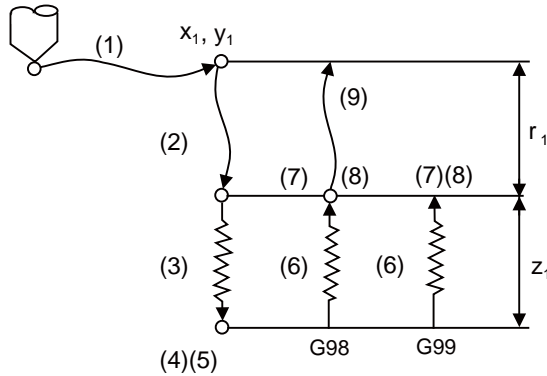 (1)
x1, y1
(9)
(2)
r1
(7)
(8)
(7)(8)
(3)
(6)
(6)
z1
(4)(5)
G98
G99